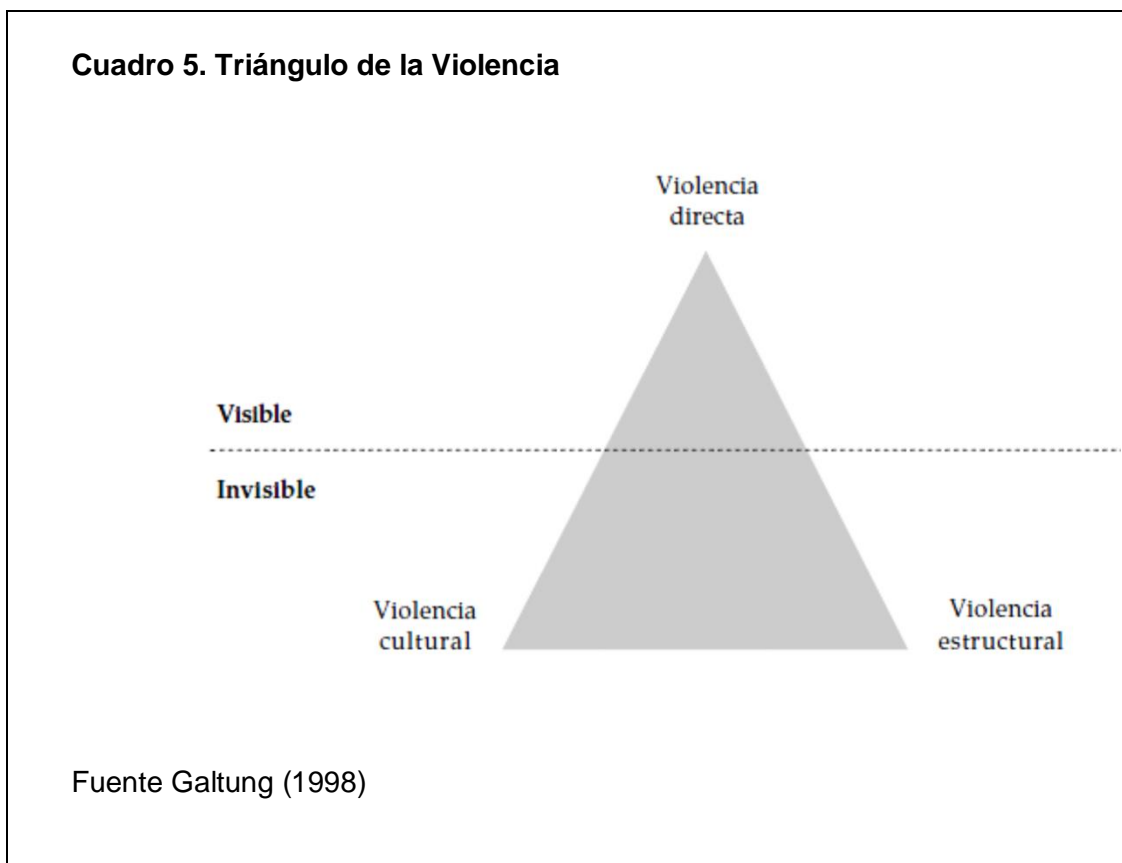 Cuadro 5. Triángulo de la Violencia
Violencia
directa
Visible
Invisible
Violencia
cultural
Violencia
estructural
Fuente Galtung (1998)